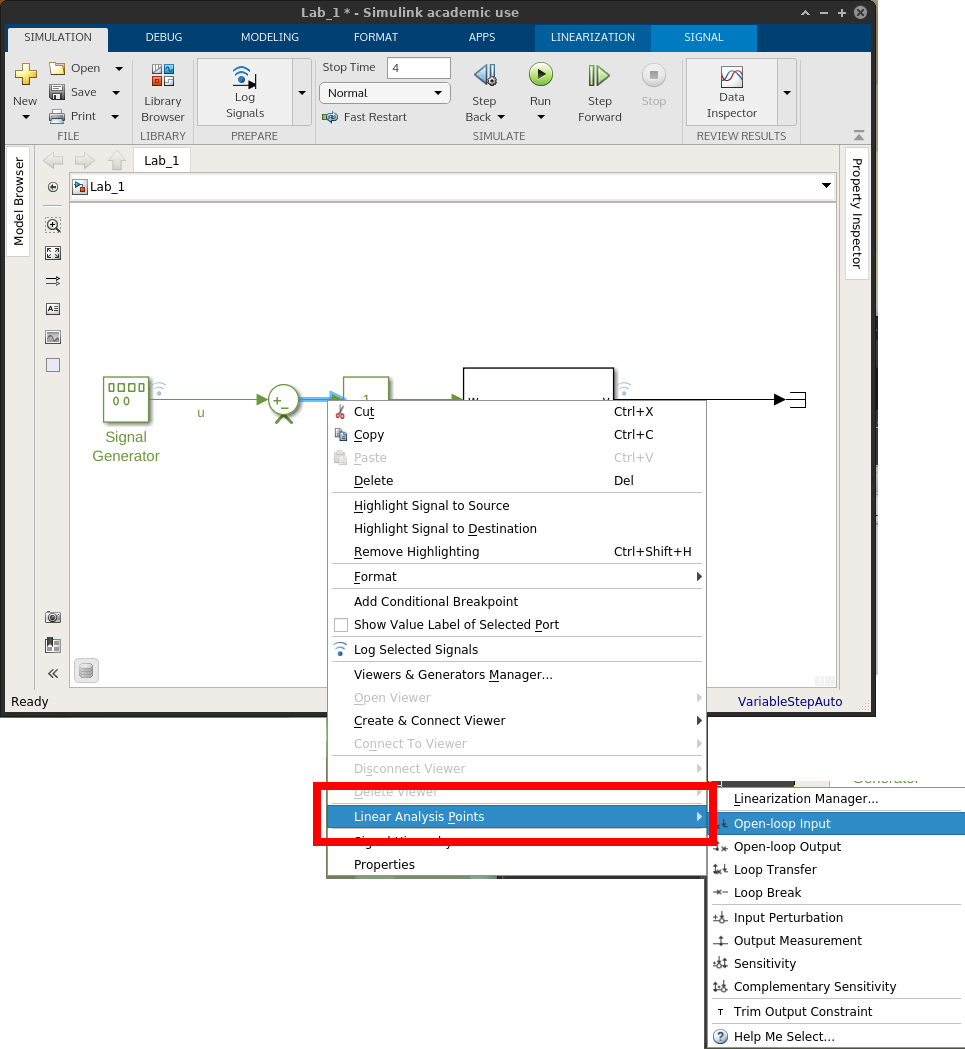 Lab_1 * - Simulink academic use
SIMULATION DEBUG MODELING FORMAT APPS LINEARIZATION SIGNAL
New
Open
Save
Print
FILE
Library
Browser
LIBRARY
Log
Signals
PREPARE
Stop Time 4
Normal
Fast Restart
Step
Back
Run
Step
Forward
Stop
SIMULATE
Data
Inspector
REVIEW RESULTS
Model Browser
Lab_1
Lab_1
Property Inspector
u
Signal
Generator
Cut Ctrl+X
Copy Ctrl+C
Paste Ctrl+V
Delete Del
Highlight Signal to Source
Highlight Signal to Destination
Remove Highlighting Ctrl+Shift+H
Format
Add Conditional Breakpoint
Show Value Label of Selected Port
Log Selected Signals
Viewers & Generators Manager...
Open Viewer
Create & Connect Viewer
Connect To Viewer
Disconnect Viewer
Delete Viewer
Linear Analysis Points
Signal Hierarchy
Properties
Ready
VariableStepAuto
Generator
Linearization Manager...
Open-loop Input
Open-loop Output
Loop Transfer
Loop Break
Input Perturbation
Output Measurement
Sensitivity
Complementary Sensitivity
Trim Output Constraint
Help Me Select...